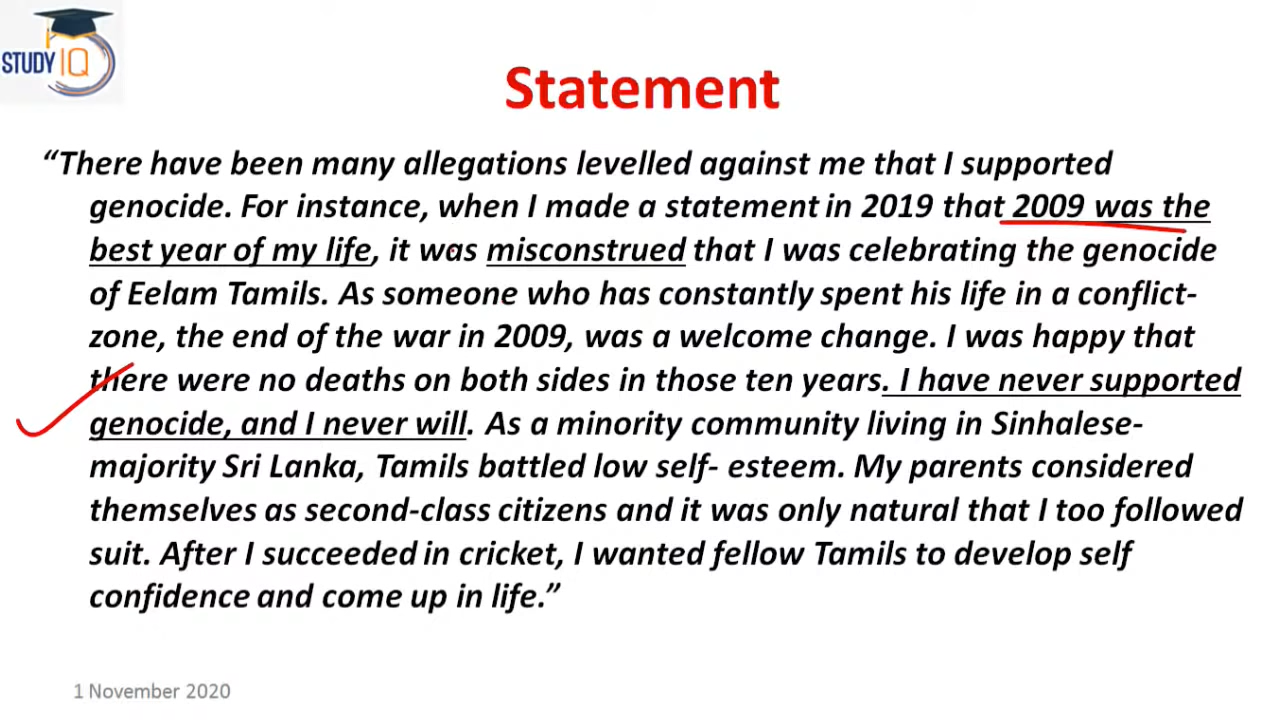 STUDY IQ
Statement
“There have been many allegations levelled against me that I supported
genocide. For instance, when I made a statement in 2019 that 2009 was the
best year of my life, it was misconstrued that I was celebrating the genocide
of Eelam Tamils. As someone who has constantly spent his life in a conflict-
zone, the end of the war in 2009, was a welcome change. I was happy that
there were no deaths on both sides in those ten years. I have never supported
genocide, and I never will. As a minority community living in Sinhalese-
majority Sri Lanka, Tamils battled low self- esteem. My parents considered
themselves as second-class citizens and it was only natural that I too followed
suit. After I succeeded in cricket, I wanted fellow Tamils to develop self
confidence and come up in life.”
1 November 2020